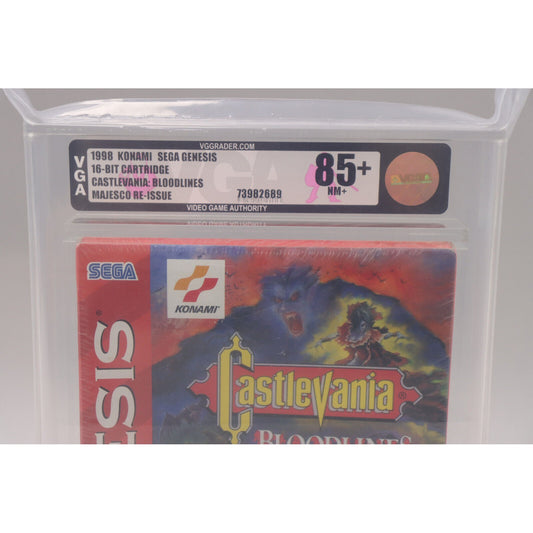 VGGRADER.COM
VGA
1998 KONAMI SEGA GENESIS
16-BIT CARTRIDGE
CASTLEVANIA: BLOODLINES
MAJESCO RE-ISSUE
73982689
85+
NM+
VIDEO GAME AUTHORITY
SEGA
KONAMI®
ESIS
Castlevania®
BLOODLINES